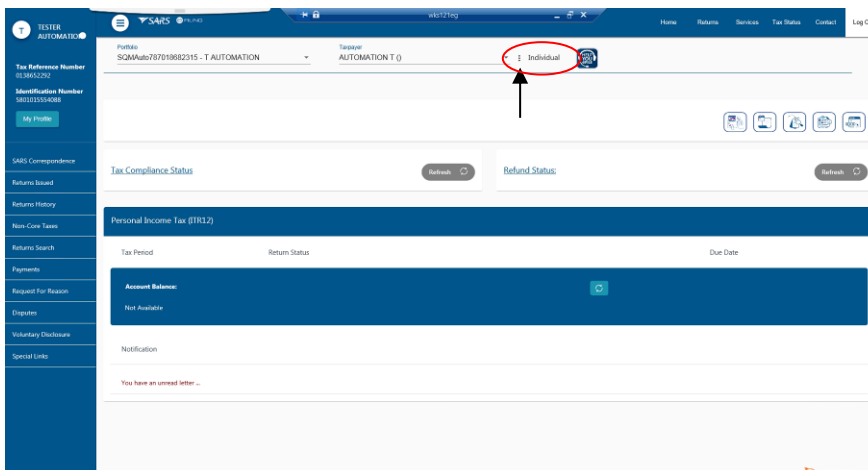 T
TESTER
AUTOMATION
SARS
wks121eg
Home
Returns
Services
Tax Status
Contact
Log O
Portfolio
SQMAuto787018682315 - T AUTOMATION
Taxpayer
AUTOMATION T ()
Individual
Tax Reference Number
0138652292
Identification Number
5801015554088
My Profile
SARS Correspondence
Returns Issued
Returns History
Non-Core Taxes
Returns Search
Payments
Request For Reason
Disputes
Voluntary Disclosure
Special Links
Tax Compliance Status
Refresh
Refund Status:
Refresh
Personal Income Tax (ITR12)
Tax Period
Return Status
Due Date
Account Balance:
Not Available
Notification
You have an unread letter ...